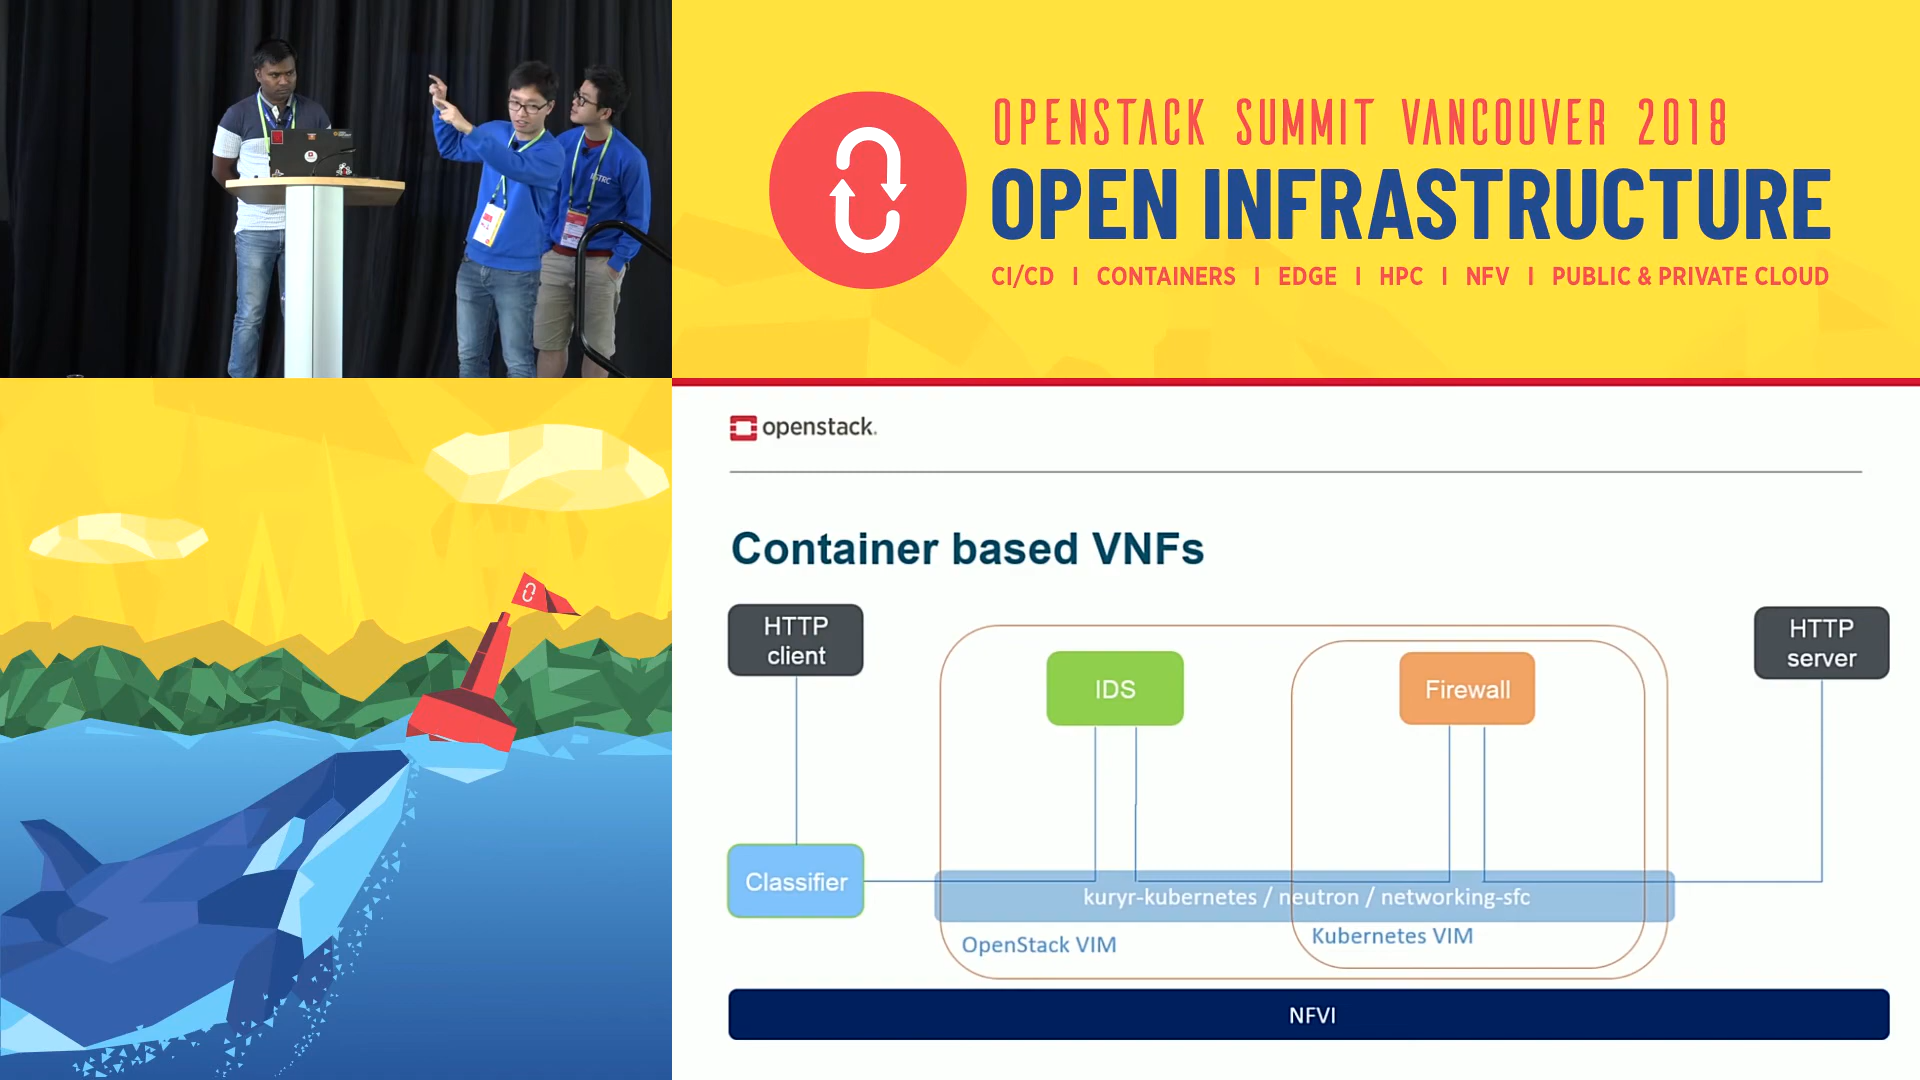 OPENSTACK SUMMIT VANCOUVER 2018
OPEN INFRASTRUCTURE
CI/CD | CONTAINERS | EDGE | HPC | NFV | PUBLIC & PRIVATE CLOUD
openstack.
Container based VNFs
HTTP
client
HTTP
server
IDS
Firewall
Classifier
kuryr-kubernetes / neutron / networking-sfc
OpenStack VIM
Kubernetes VIM
NFVI